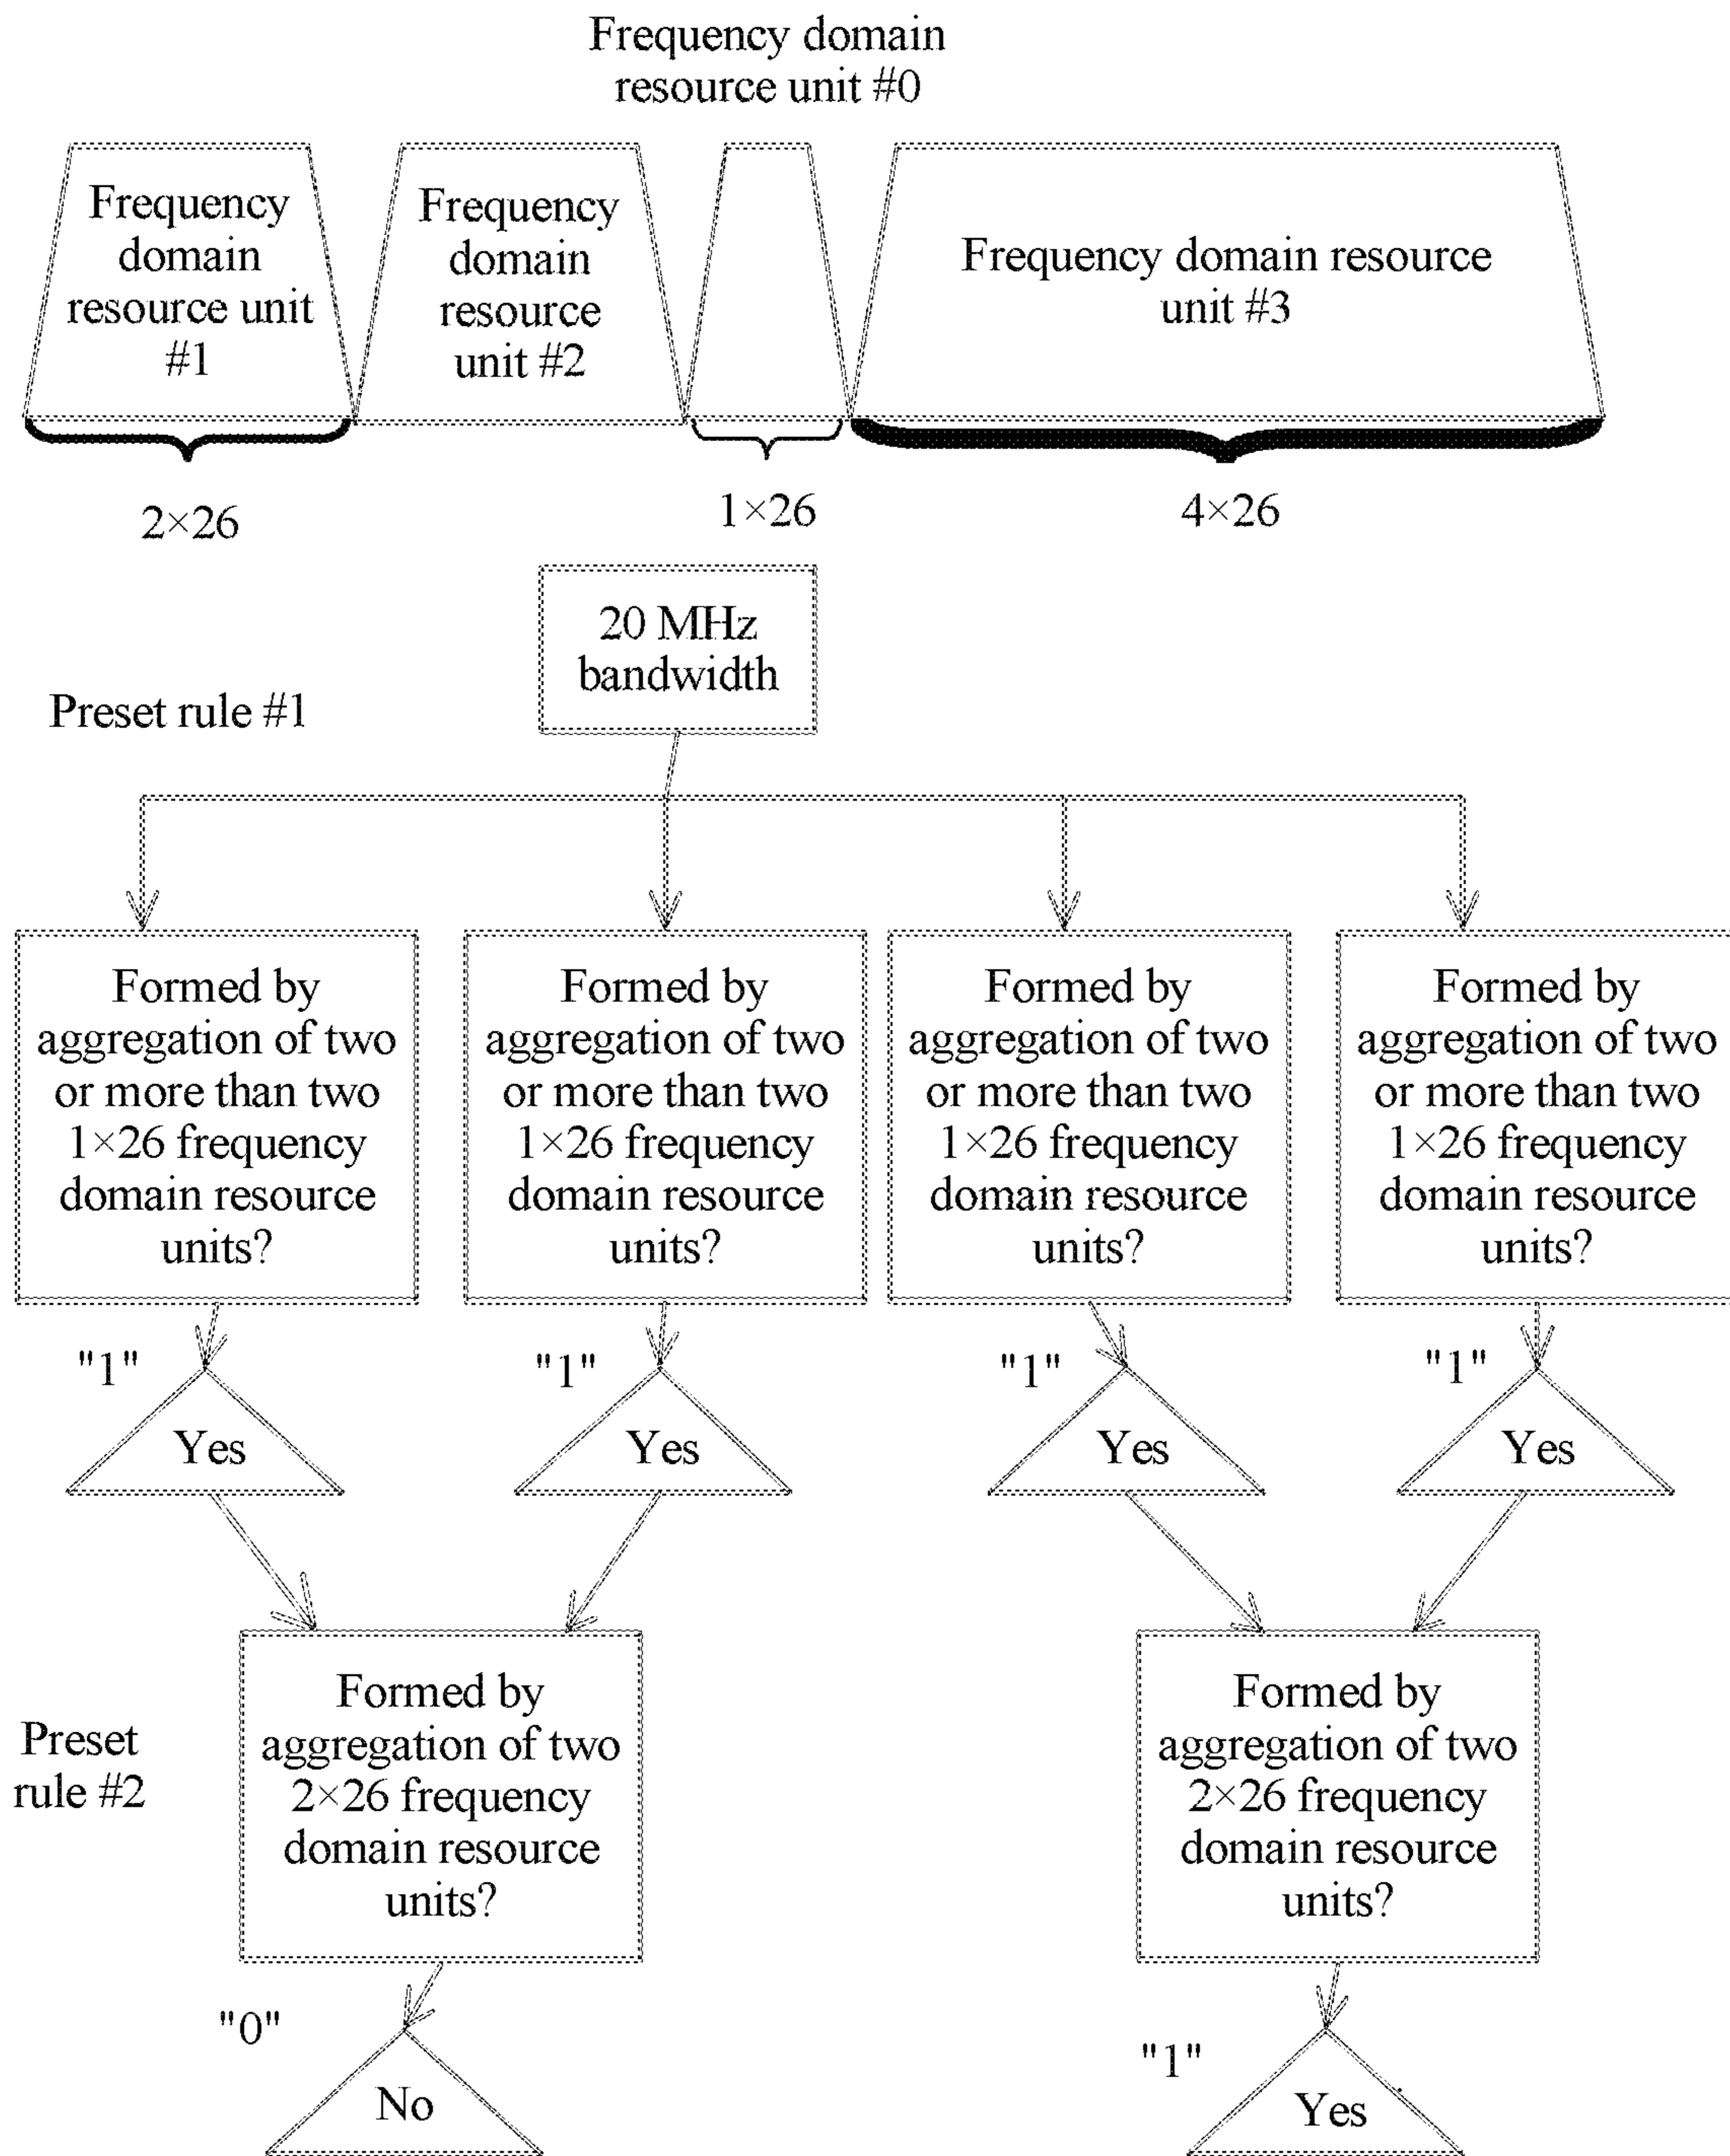 Frequency domain
resource unit #0
Frequency
domain
resource unit
#1
Frequency
domain
resource
unit #2
Frequency domain resource
unit #3
2×26
1×26
4×26
20 MHz
bandwidth
Preset rule #1
Formed by
aggregation of two
or more than two
1×26 frequency
domain resource
units?
Formed by
aggregation of two
or more than two
1×26 frequency
domain resource
units?
Formed by
aggregation of two
or more than two
1×26 frequency
domain resource
units?
Formed by
aggregation of two
or more than two
1×26 frequency
domain resource
units?
"1"
Yes
"1"
Yes
"1"
Yes
"1"
Yes
Preset
rule #2
Formed by
aggregation of two
2×26 frequency
domain resource
units?
Formed by
aggregation of two
2×26 frequency
domain resource
units?
"0"
No
"1"
Yes